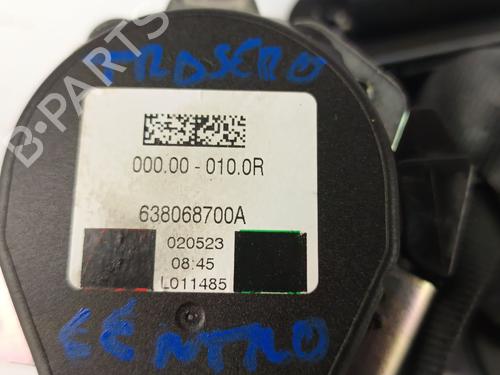 TRASERO
B-PARTS
000.00 - 010.0R
638068700A
020523
08:45
L011485
CENTRO